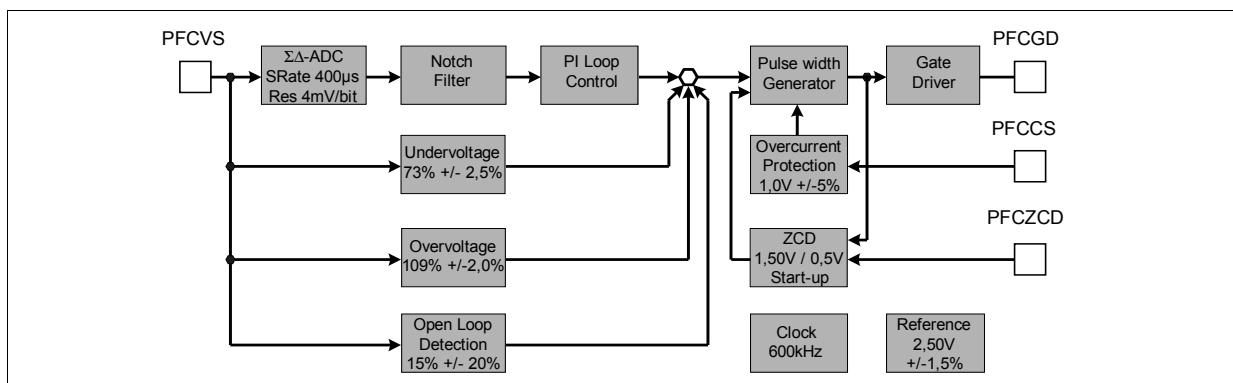 PFCVS
ΣΔ-ADC
SRate 400µs
Res 4mV/bit
Notch
Filter
PI Loop
Control
Pulse width
Generator
Gate
Driver
PFCGD
Undervoltage
73% +/- 2,5%
Overcurrent
Protection
1,0V +/-5%
PFCCS
Overvoltage
109% +/-2,0%
ZCD
1,50V / 0,5V
Start-up
PFCZCD
Open Loop
Detection
15% +/- 20%
Clock
600kHz
Reference
2,50V
+/-1,5%